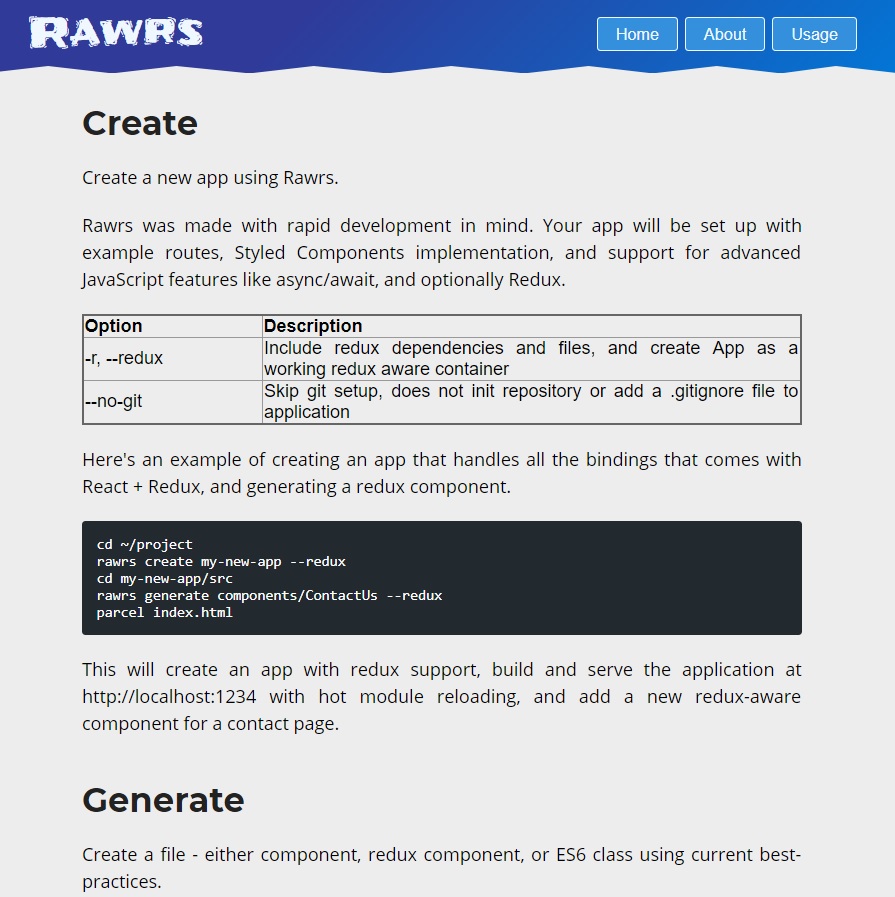 RAWRS
Home About Usage
Create
Create a new app using Rawrs.
Rawrs was made with rapid development in mind. Your app will be set up with
example routes, Styled Components implementation, and support for advanced
JavaScript features like async/await, and optionally Redux.
Option Description
-r, --redux
Include redux dependencies and files, and create App as a
working redux aware container
--no-git
Skip git setup, does not init repository or add a .gitignore file to
application
Here's an example of creating an app that handles all the bindings that comes with
React + Redux, and generating a redux component.
cd ~/project
rawrs create my-new-app --redux
cd my-new-app/src
rawrs generate components/ContactUs --redux
parcel index.html
This will create an app with redux support, build and serve the application at
http://localhost:1234 with hot module reloading, and add a new redux-aware
component for a contact page.
Generate
Create a file - either component, redux component, or ES6 class using current best-
practices.